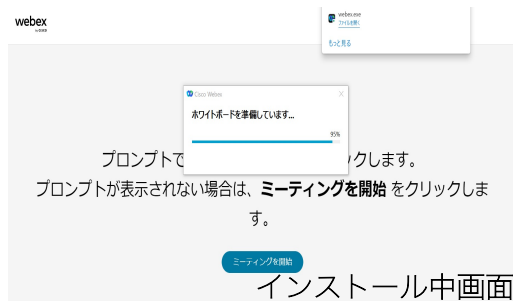 webex
by CISCO
webex.exe
ファイルを開く
もっと見る
Cisco Webex
ホワイトボードを準備しています...
95%
プロンプトで
ックします。
プロンプトが表示されない場合は、ミーティングを開始 をクリックしま
す。
ミーティングを開始
インストール中画面